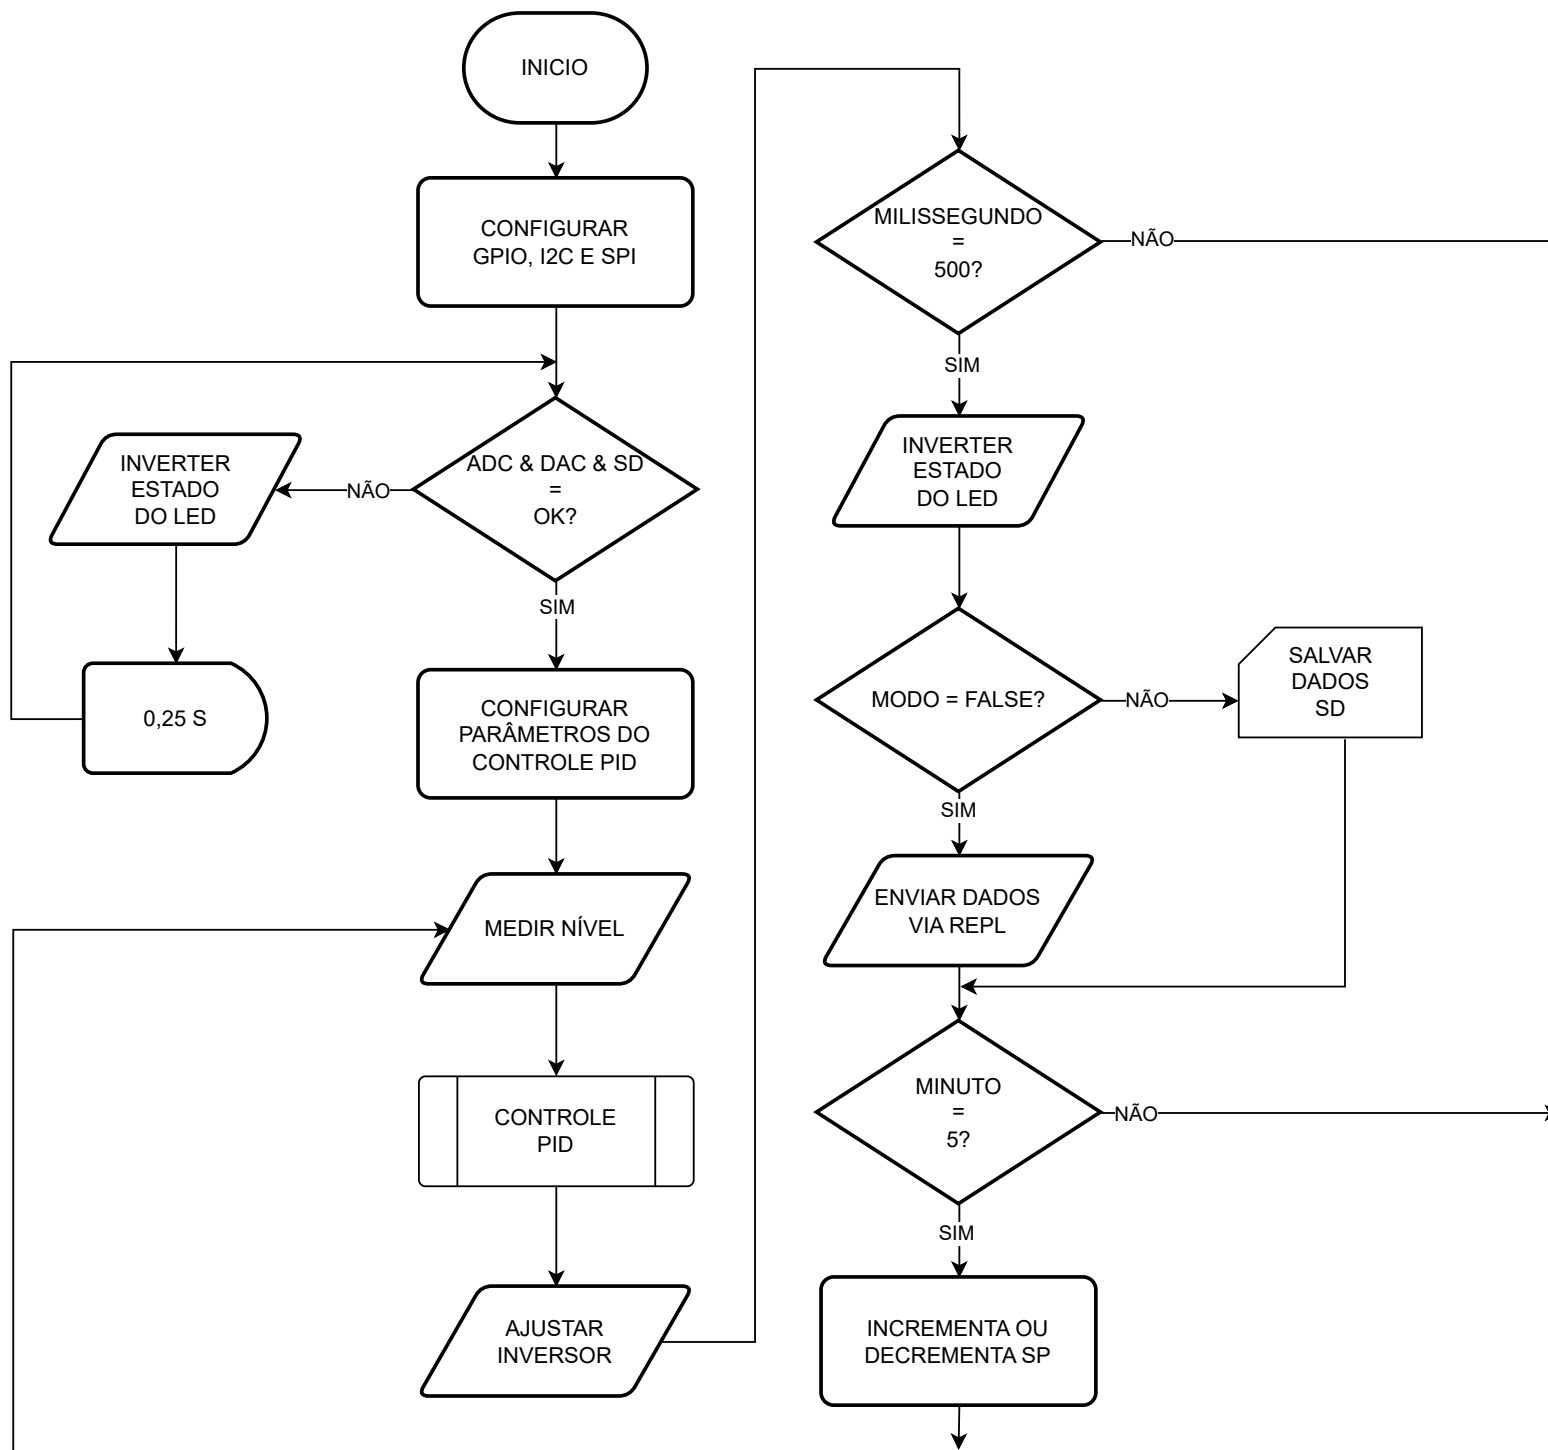 INICIO
CONFIGURAR
GPIO, I2C E SPI
ADC & DAC & SD
=
OK?
NÃO
INVERTER
ESTADO
DO LED
0,25 S
SIM
CONFIGURAR
PARÂMETROS DO
CONTROLE PID
MEDIR NÍVEL
CONTROLE
PID
AJUSTAR
INVERSOR
MILISSEGUNDO
=
500?
NÃO
SIM
INVERTER
ESTADO
DO LED
MODO = FALSE?
NÃO
SALVAR
DADOS
SD
SIM
ENVIAR DADOS
VIA REPL
MINUTO
=
5?
NÃO
SIM
INCREMENTA OU
DECREMENTA SP